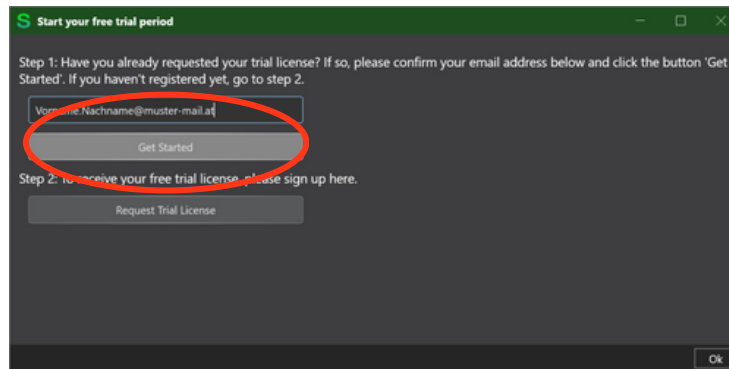 S Start your free trial period
Step 1: Have you already requested your trial license? If so, please confirm your email address below and click the button 'Get
Started'. If you haven't registered yet, go to step 2.
Vorname.Nachname@muster-mail.at
Get Started
Step 2: To receive your free trial license, please sign up here.
Request Trial License
Ok